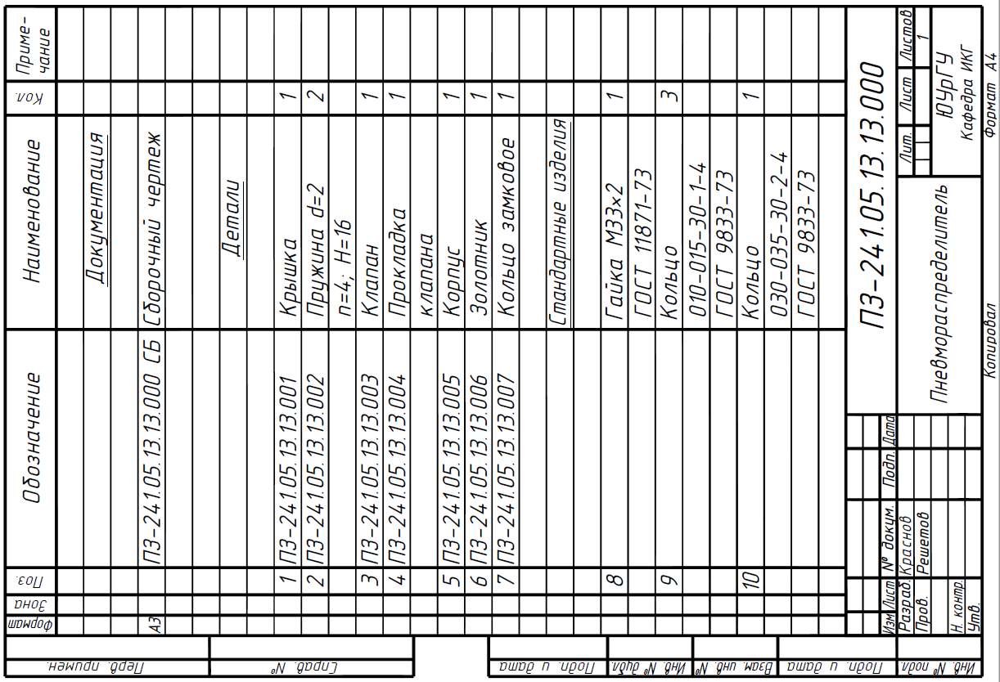 Формат Зона Поз. Обозначение Наименование Кол. Приме-
чание
Документация
А3 ПЗ-241.05.13.13.000 СБ Сборочный чертеж
Детали
1 ПЗ-241.05.13.13.001 Крышка 1
2 ПЗ-241.05.13.13.002 Пружина d=2 2
n=4; H=16
3 ПЗ-241.05.13.13.003 Клапан 1
4 ПЗ-241.05.13.13.004 Прокладка 1
клапана
5 ПЗ-241.05.13.13.005 Корпус 1
6 ПЗ-241.05.13.13.006 Золотник 1
7 ПЗ-241.05.13.13.007 Кольцо замковое 1
Стандартные изделия
8 Гайка М33×2 1
ГОСТ 11871-73
9 Кольцо 3
010-015-30-1-4
ГОСТ 9833-73
10 Кольцо 1
030-035-30-2-4
ГОСТ 9833-73
ПЗ-241.05.13.13.000
Изм Лист № докум. Подп. Дата
Разраб. Краснов
Пров. Решетов
Н. контр.
Утв.
Пневмораспределитель
Лит. Лист Листов
1
ЮУрГУ
Кафедра ИКГ
Копировал Формат А4
Перв. примен.
Справ. №
Подп. и дата
Инв. № дубл.
Взам. инв. №
Подп. и дата
Инв. № подл.